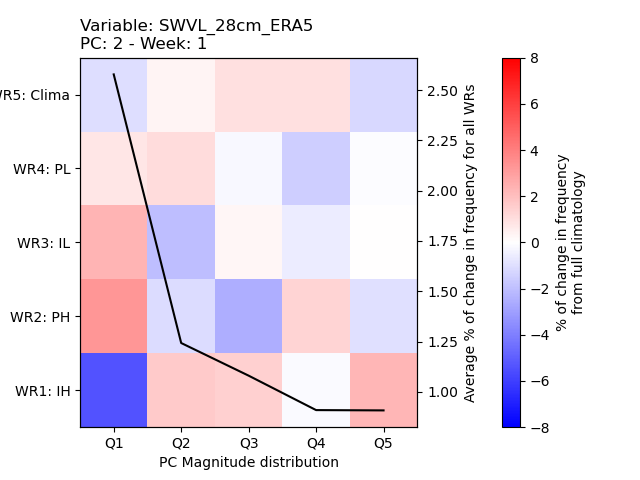 Variable: SWVL_28cm_ERA5
PC: 2 - Week: 1
WR5: Clima
WR4: PL
WR3: IL
WR2: PH
WR1: IH
Q1 Q2 Q3 Q4 Q5
PC Magnitude distribution
2.50
2.25
2.00
1.75
1.50
1.25
1.00
Average % of change in frequency for all WRs
8
6
4
2
0
−2
−4
−6
−8
% of change in frequency
from full climatology